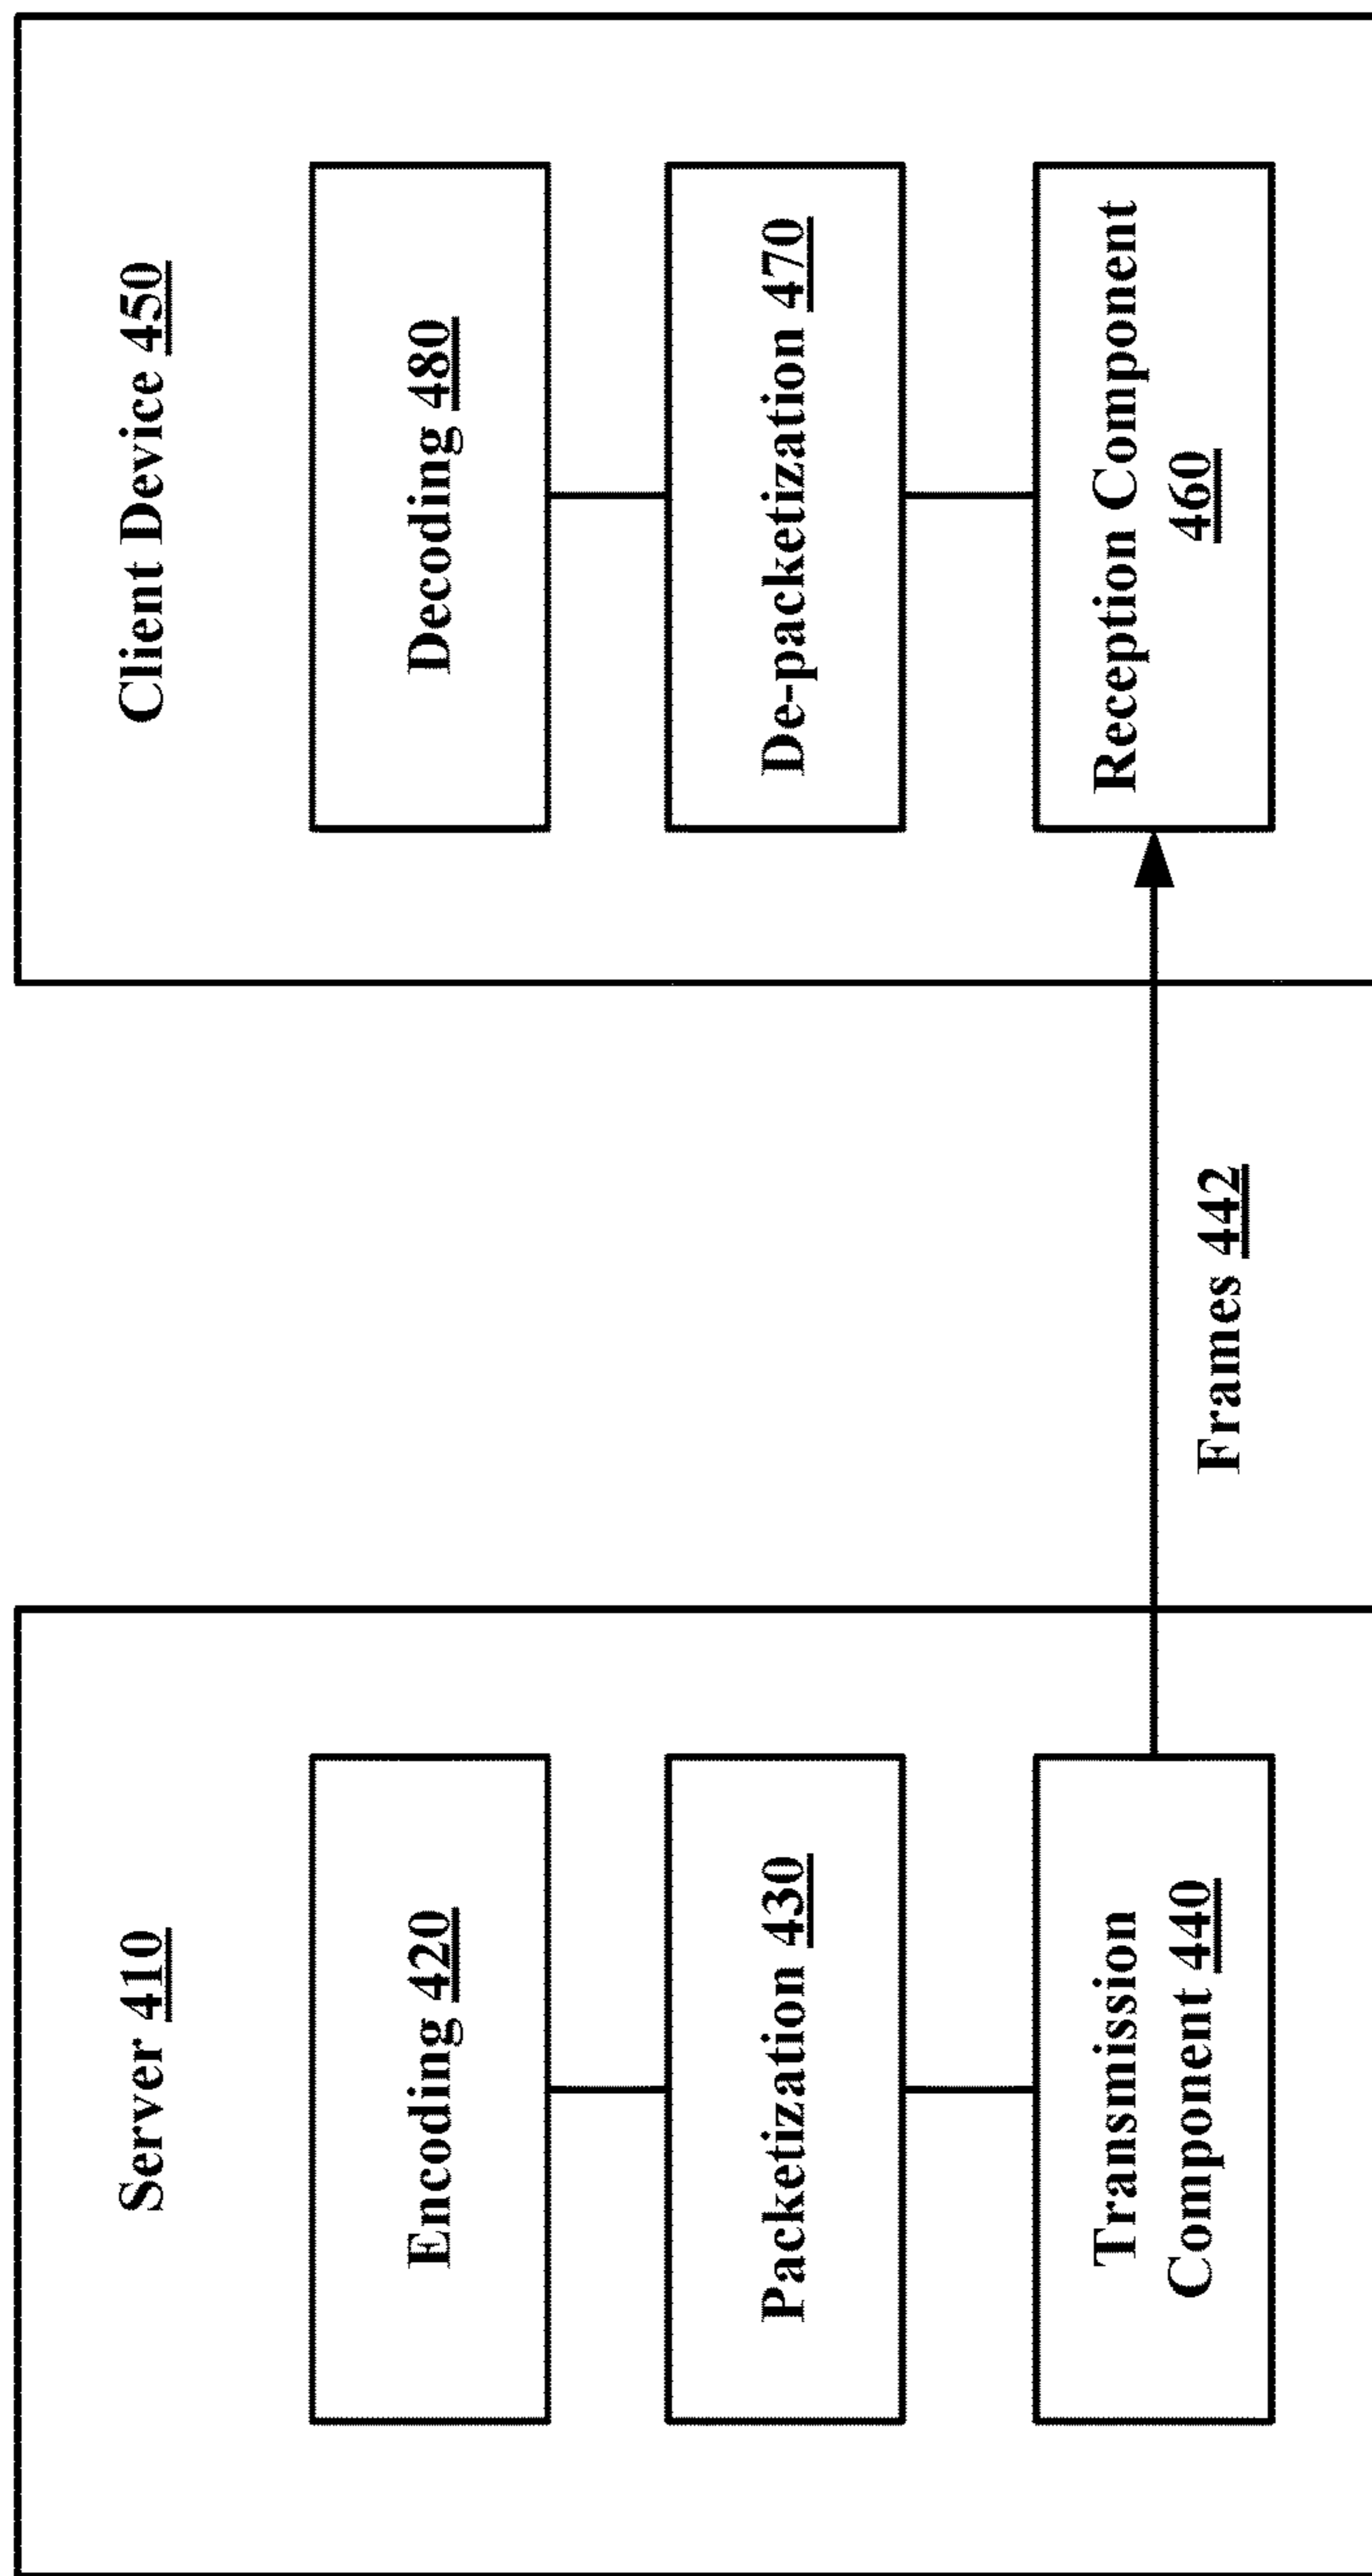 Server 410
Encoding 420
Packetization 430
Transmission
Component 440
Frames 442
Client Device 450
Decoding 480
De-packetization 470
Reception Component
460